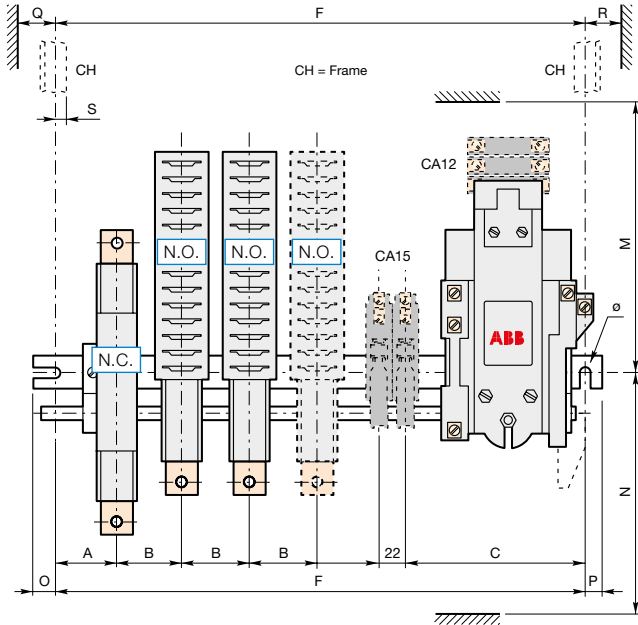 Q F R
CH CH = Frame CH
S
CA12
M
N.O. N.O. N.O.
CA15
ø
ABB
N.C.
N
A B B B 22 C
O F P